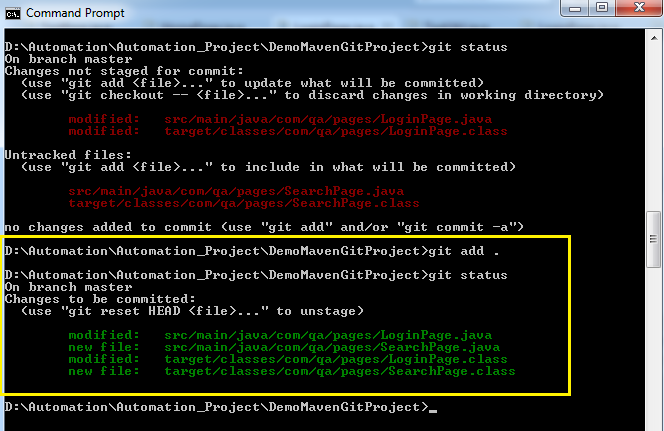 Command Prompt
D:\Automation\Automation_Project\DemoMavenGitProject>git status
On branch master
Changes not staged for commit:
  (use "git add <file>..." to update what will be committed)
  (use "git checkout -- <file>..." to discard changes in working directory)
        modified:   src/main/java/com/qa/pages/LoginPage.java
        modified:   target/classes/com/qa/pages/LoginPage.class
Untracked files:
  (use "git add <file>..." to include in what will be committed)
        src/main/java/com/qa/pages/SearchPage.java
        target/classes/com/qa/pages/SearchPage.class
no changes added to commit (use "git add" and/or "git commit -a")
D:\Automation\Automation_Project\DemoMavenGitProject>git add .
D:\Automation\Automation_Project\DemoMavenGitProject>git status
On branch master
Changes to be committed:
  (use "git reset HEAD <file>..." to unstage)
        modified:   src/main/java/com/qa/pages/LoginPage.java
        new file:   src/main/java/com/qa/pages/SearchPage.java
        modified:   target/classes/com/qa/pages/LoginPage.class
        new file:   target/classes/com/qa/pages/SearchPage.class
D:\Automation\Automation_Project\DemoMavenGitProject>_